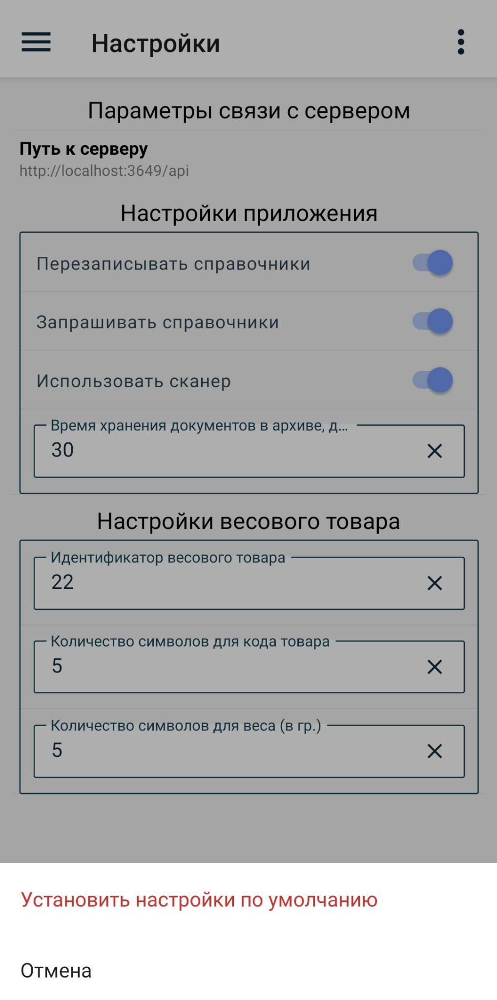 Настройки
Параметры связи с сервером
Путь к серверу
http://localhost:3649/api
Настройки приложения
Перезаписывать справочники
Запрашивать справочники
Использовать сканер
Время хранения документов в архиве, д...
30
Настройки весового товара
Идентификатор весового товара
22
Количество символов для кода товара
5
Количество символов для веса (в гр.)
5
Установить настройки по умолчанию
Отмена